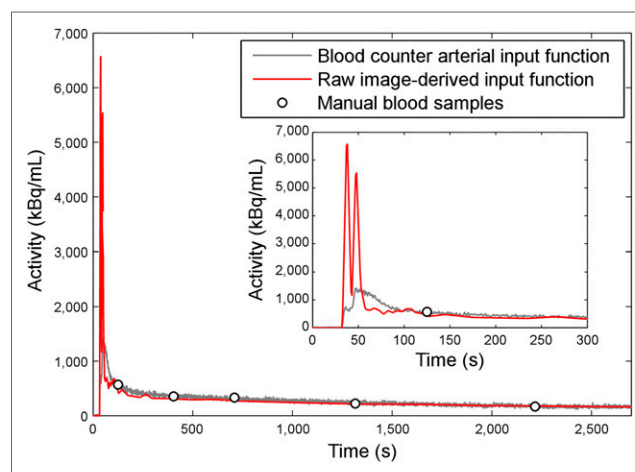 7,000
6,000
5,000
4,000
3,000
2,000
1,000
0
Activity (kBq/mL)
0 500 1,000 1,500 2,000 2,500
Time (s)
Blood counter arterial input function
Raw image-derived input function
Manual blood samples
7,000
6,000
5,000
4,000
3,000
2,000
1,000
0
Activity (kBq/mL)
0 50 100 150 200 250 300
Time (s)